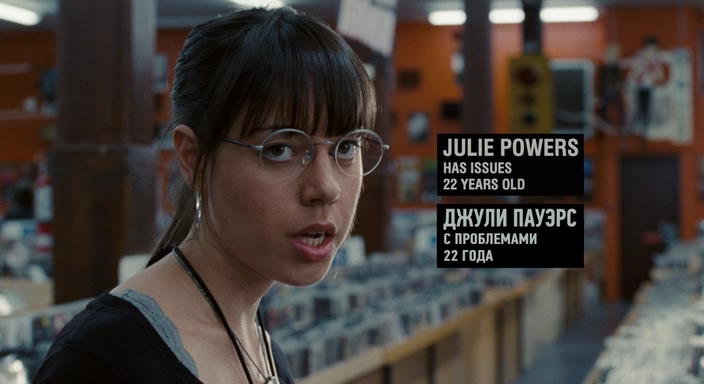 JULIE POWERS
HAS ISSUES
22 YEARS OLD
ДЖУЛИ ПАУЭРС
С ПРОБЛЕМАМИ
22 ГОДА